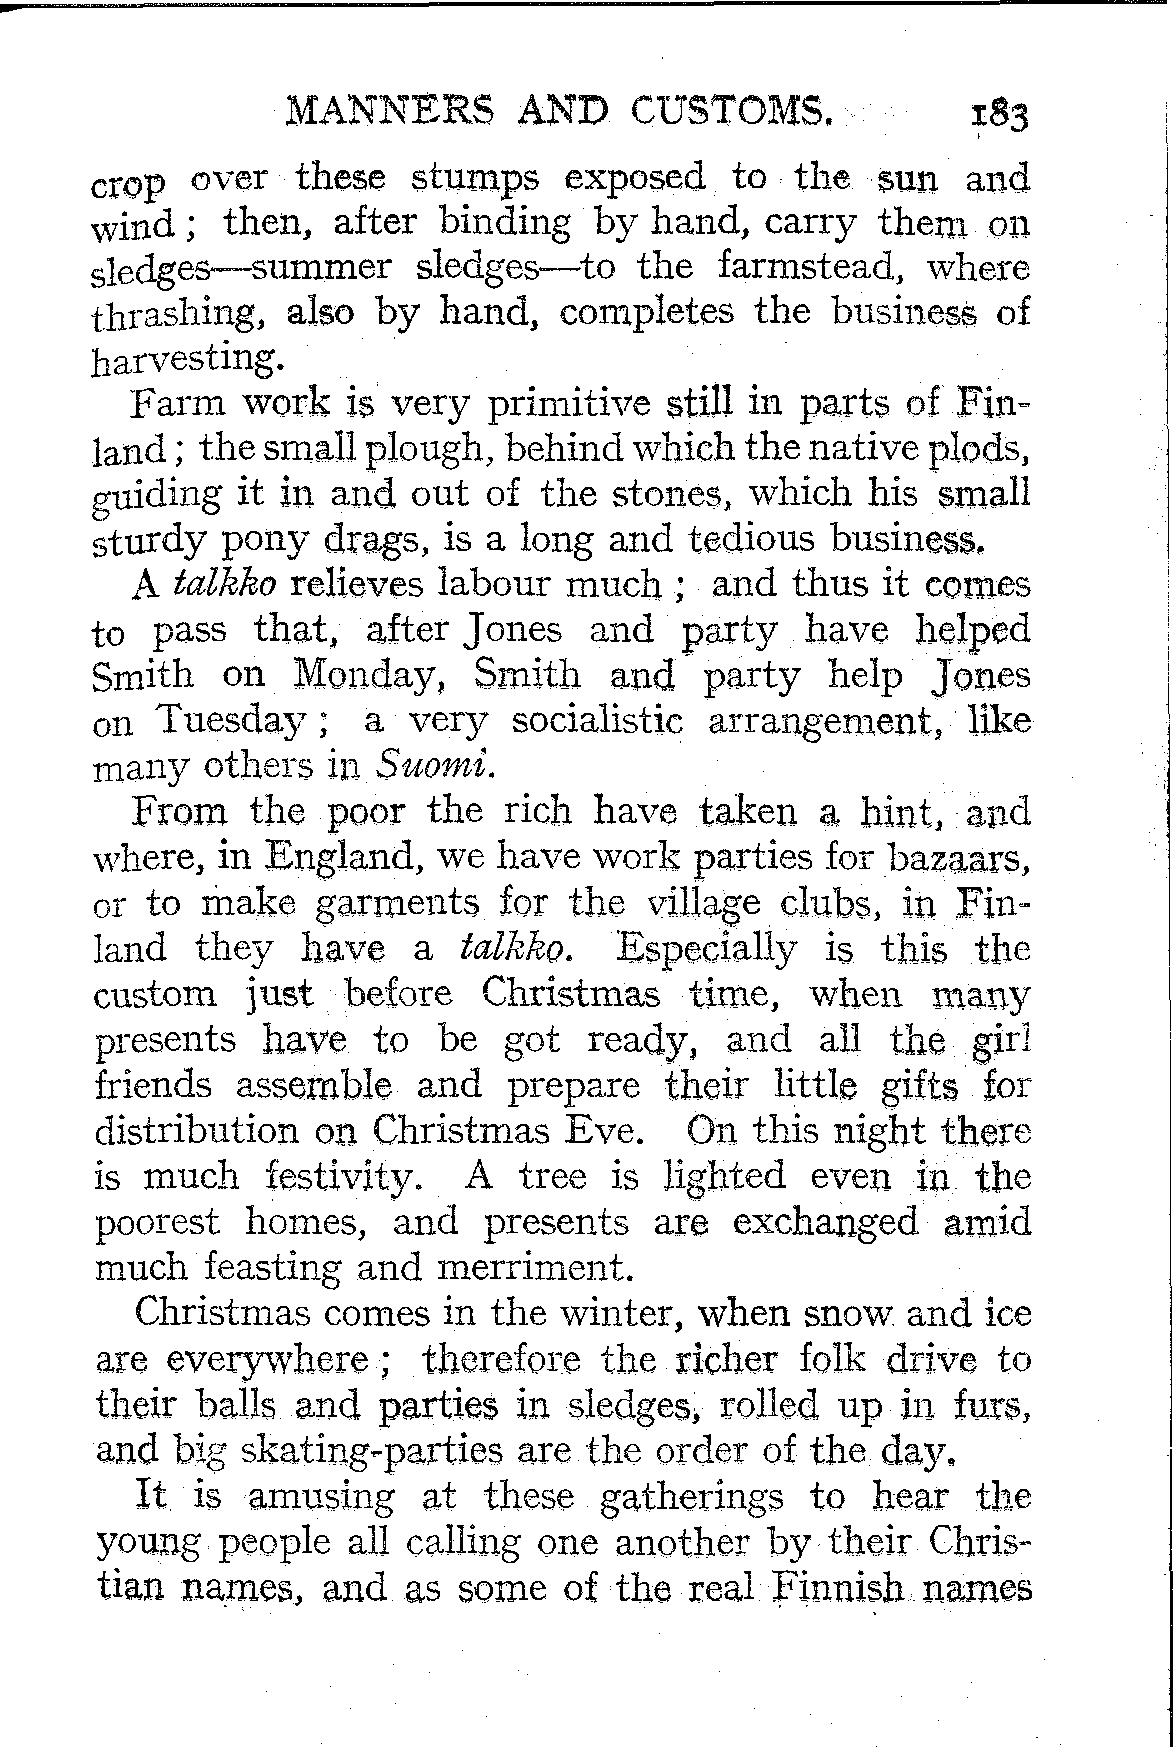 MANNERS AND CUSTOMS. 183
crop over these stumps exposed to the sun and
wind ; then, after binding by hand, carry them on
sledges—summer sledges—to the farmstead, where
thrashing, also by hand, completes the business of
harvesting.
Farm work is very primitive still in parts of Fin-
land ; the small plough, behind which the native plods,
guiding it in and out of the stones, which his small
sturdy pony drags, is a long and tedious business.
A talkko relieves labour much ; and thus it comes
to pass that, after Jones and party have helped
Smith on Monday, Smith and party help Jones
on Tuesday ; a very socialistic arrangement, like
many others in Suomi.
From the poor the rich have taken a hint, and
where, in England, we have work parties for bazaars,
or to make garments for the village clubs, in Fin-
land they have a talkko. Especially is this the
custom just before Christmas time, when many
presents have to be got ready, and all the girl
friends assemble and prepare their little gifts for
distribution on Christmas Eve. On this night there
is much festivity. A tree is lighted even in the
poorest homes, and presents are exchanged amid
much feasting and merriment.
Christmas comes in the winter, when snow and ice
are everywhere ; therefore the richer folk drive to
their balls and parties in sledges, rolled up in furs,
and big skating-parties are the order of the day.
It is amusing at these gatherings to hear the
young people all calling one another by their Chris-
tian names, and as some of the real Finnish names